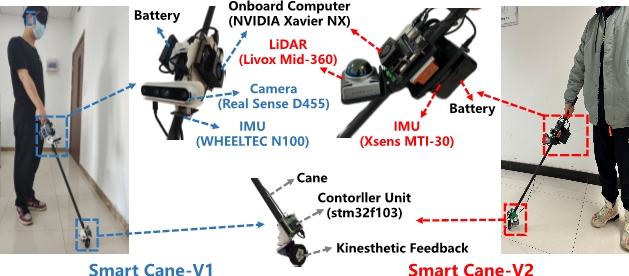 Battery
Onboard Computer
(NVIDIA Xavier NX)
LiDAR
(Livox Mid-360)
Camera
(Real Sense D455)
IMU
(WHEELTEC N100)
IMU
(Xsens MTI-30)
Battery
Cane
Contorller Unit
(stm32f103)
Kinesthetic Feedback
Smart Cane-V1
Smart Cane-V2